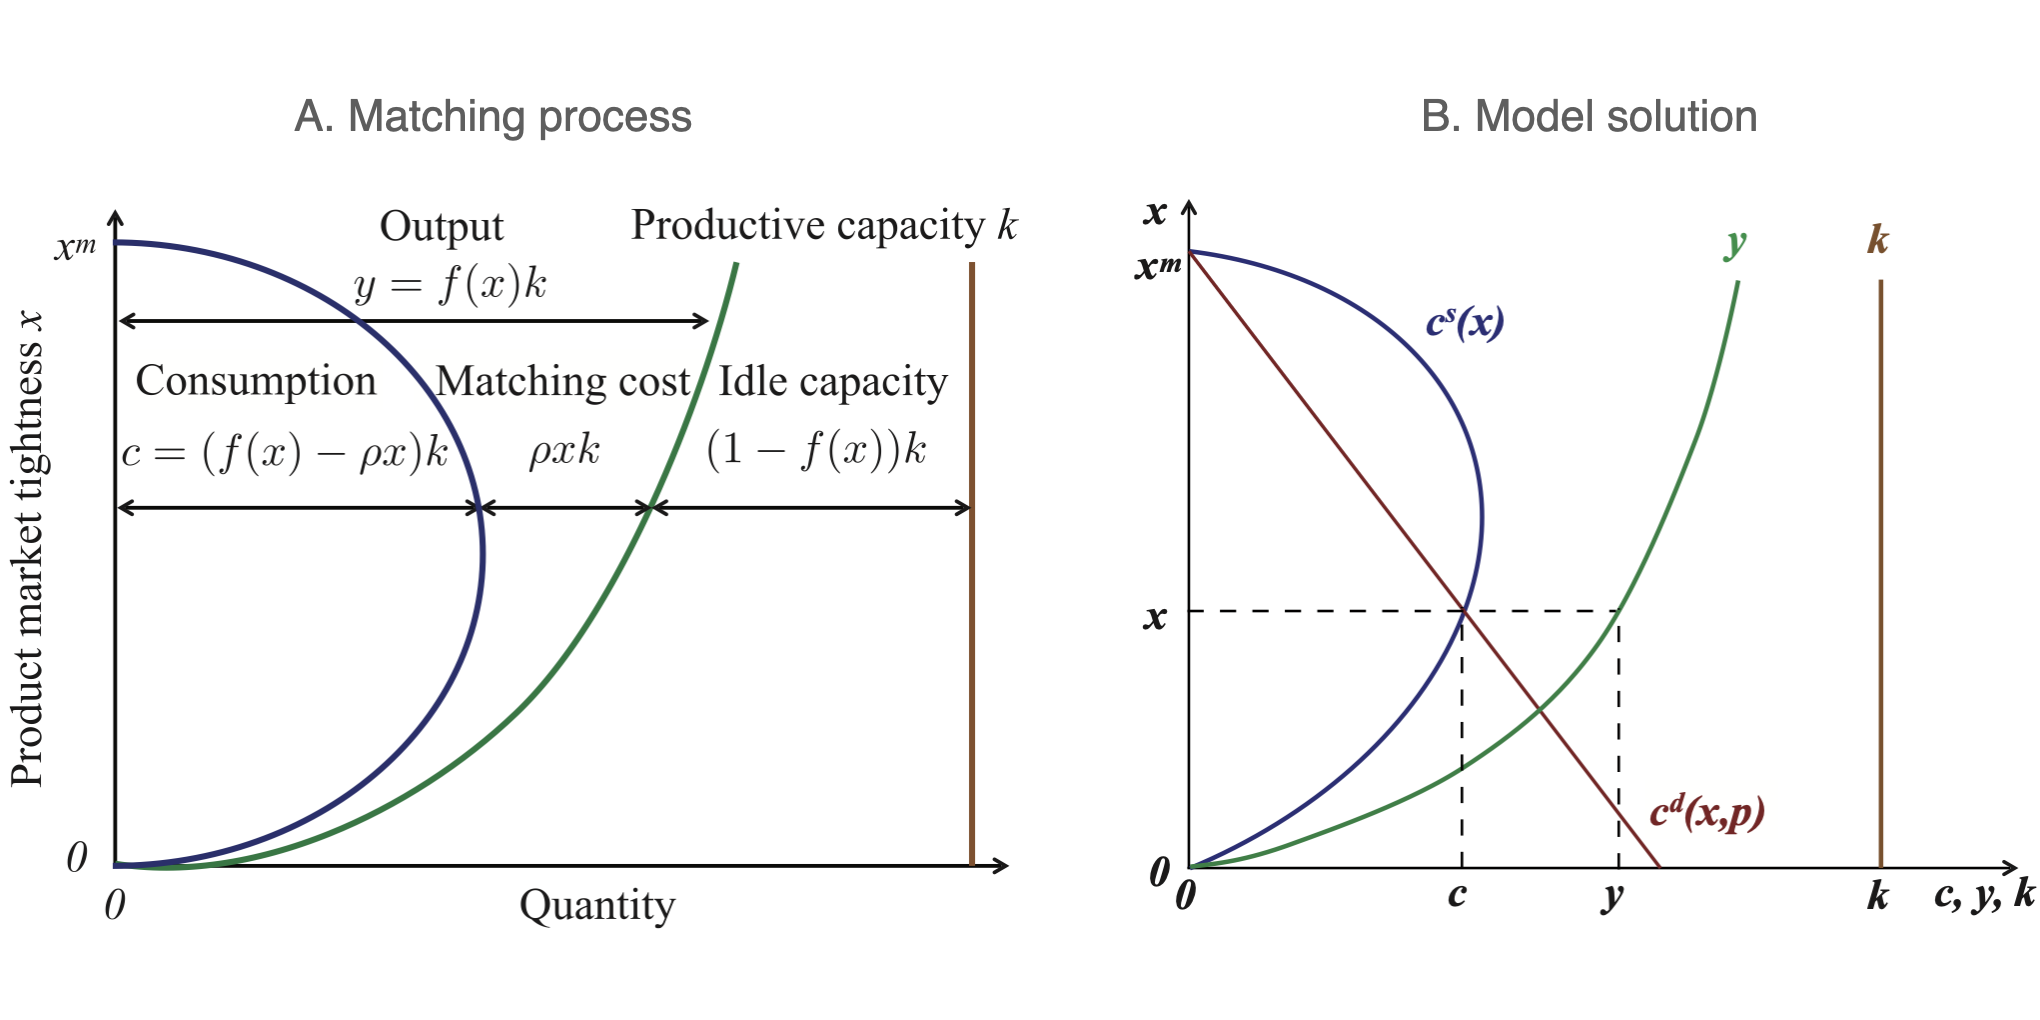 A. Matching process
Output
y = f(x)k
Productive capacity k
xᵐ
Consumption
c = (f(x) − ρx)k
Matching cost
ρxk
Idle capacity
(1 − f(x))k
Product market tightness x
0
0
Quantity
B. Model solution
x
xᵐ
cˢ(x)
y
k
x
cᵈ(x,p)
0
0
c
y
k
c, y, k